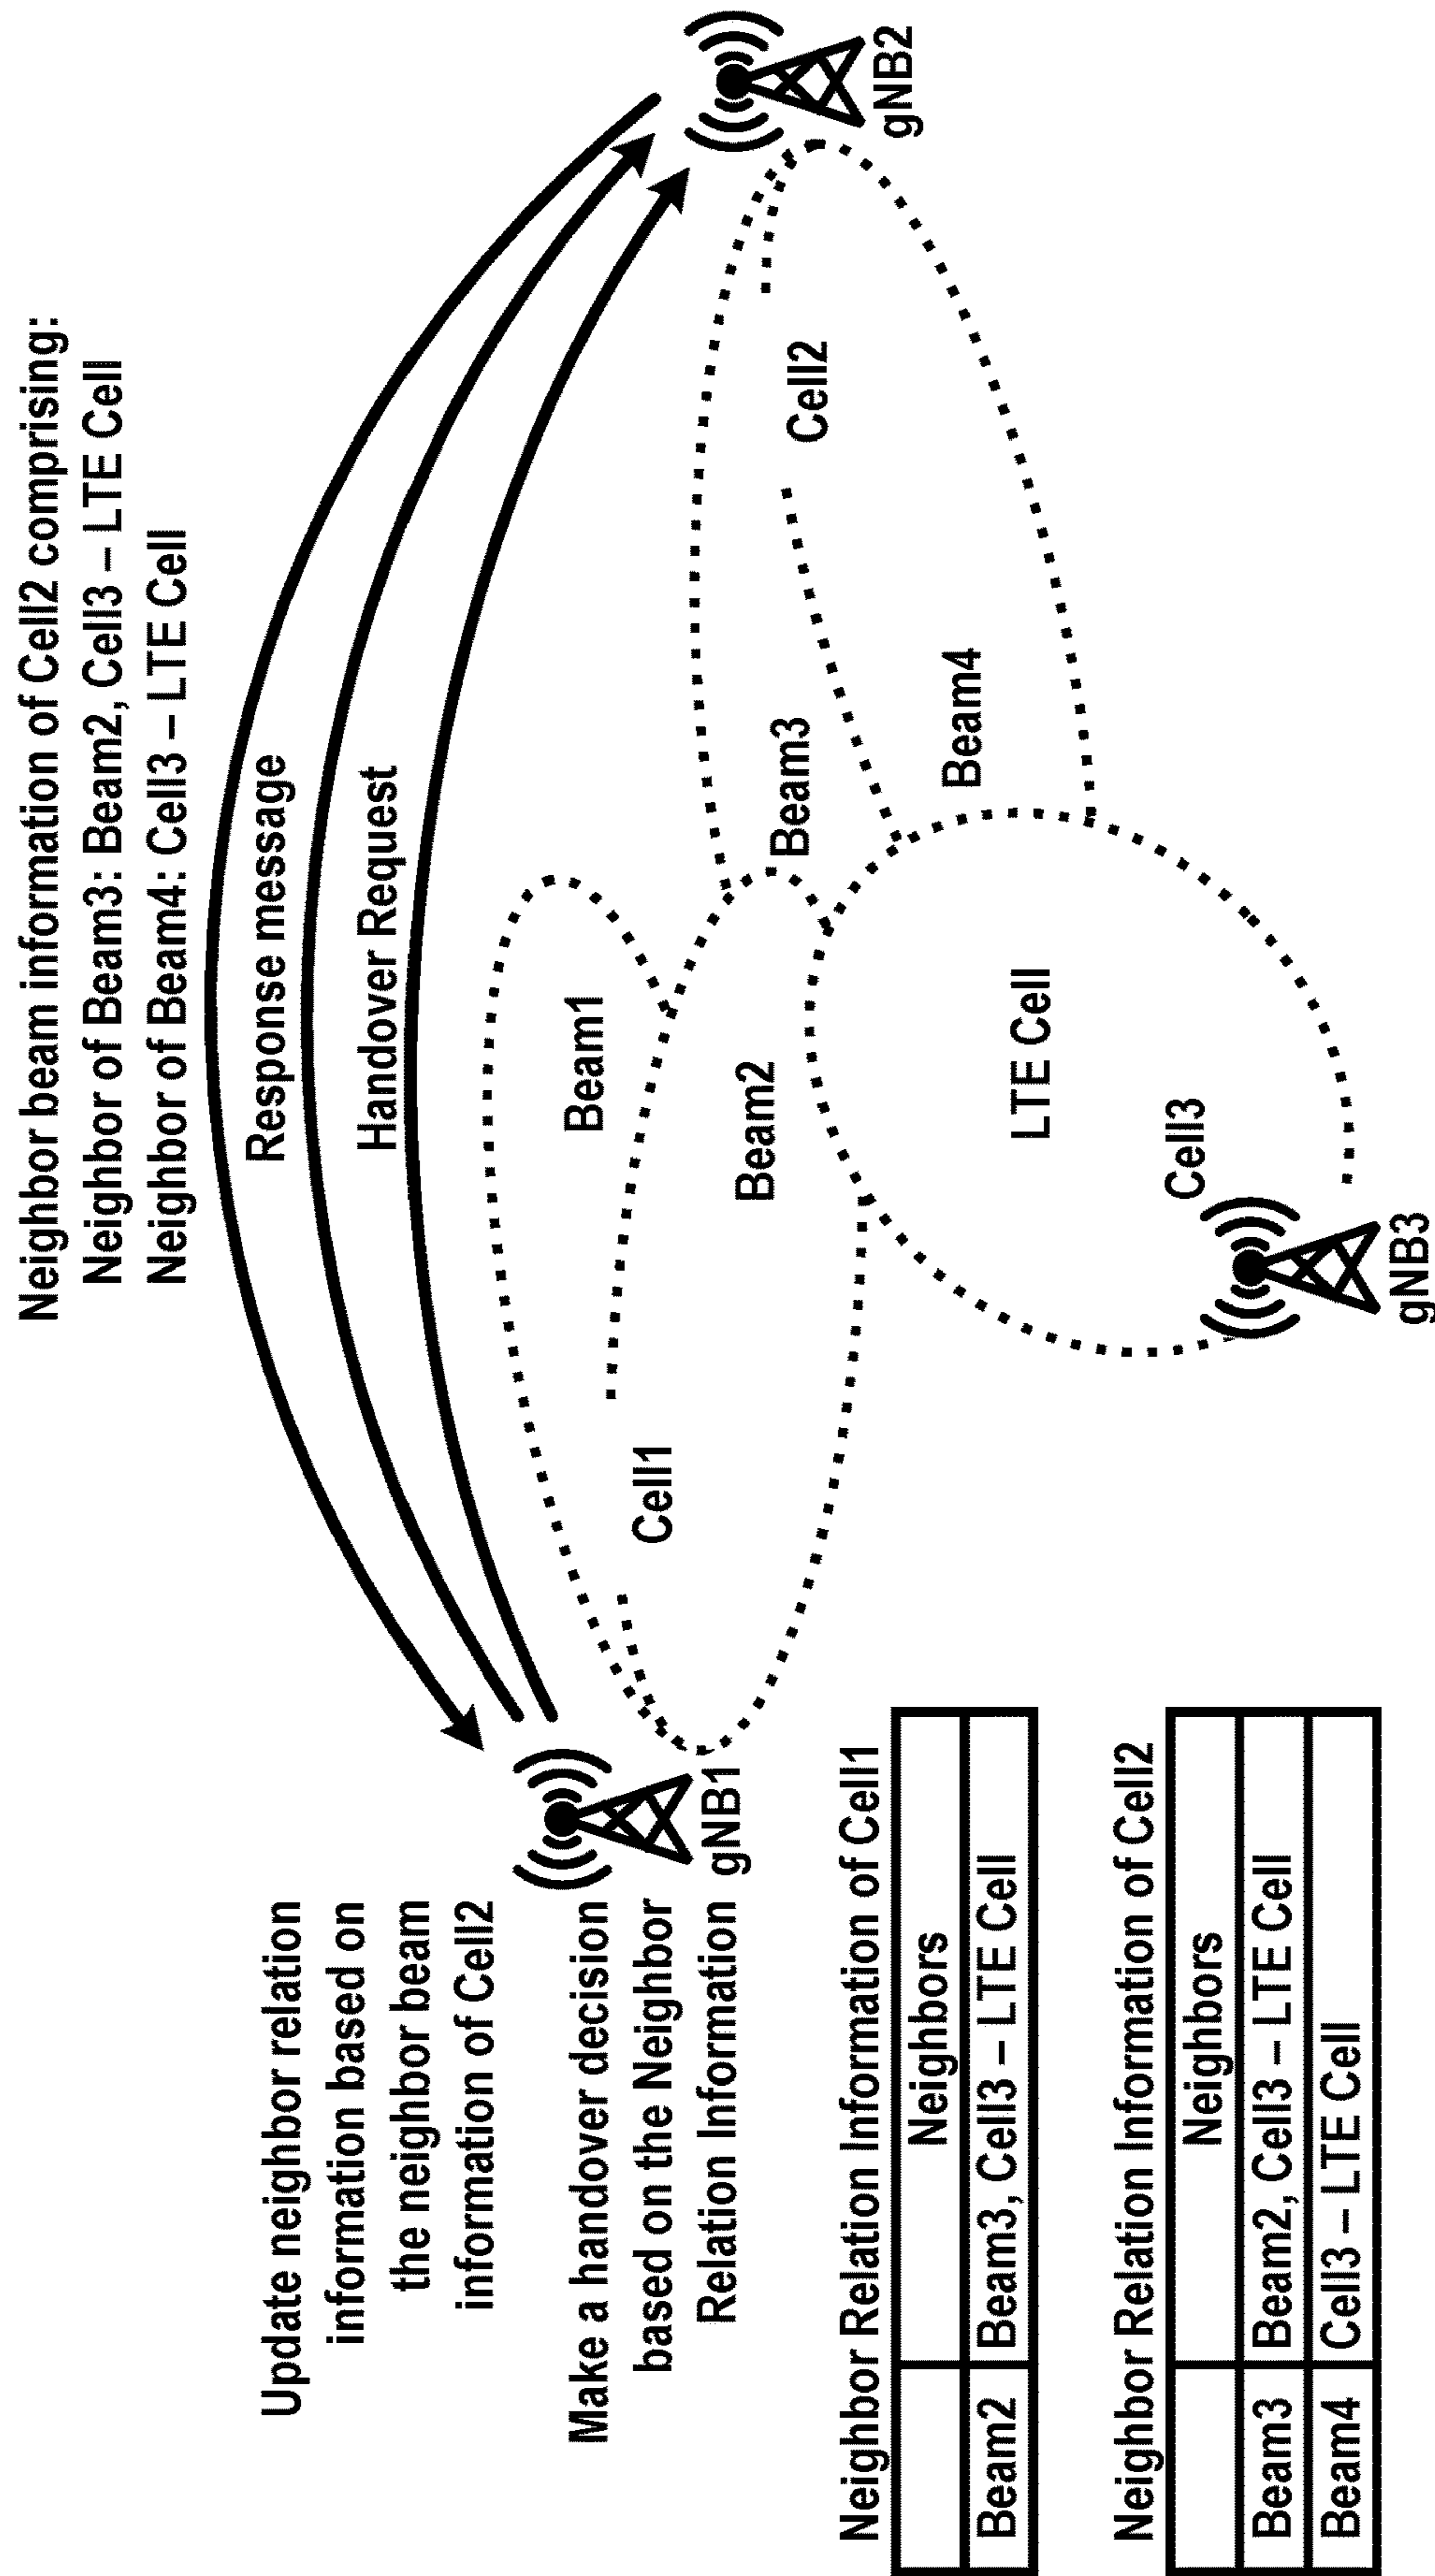 Neighbor beam information of Cell2 comprising:
Neighbor of Beam3: Beam2, Cell3 – LTE Cell
Neighbor of Beam4: Cell3 – LTE Cell
Response message
Handover Request
Update neighbor relation
information based on
the neighbor beam
information of Cell2
Make a handover decision
based on the Neighbor
Relation Information
gNB1
gNB2
Cell1
Beam1
Beam2
Beam3
Cell2
Beam4
LTE Cell
Cell3
gNB3
Neighbor Relation Information of Cell1
Neighbors
Beam2 Beam3, Cell3 – LTE Cell
Neighbor Relation Information of Cell2
Neighbors
Beam3 Beam2, Cell3 – LTE Cell
Beam4 Cell3 – LTE Cell